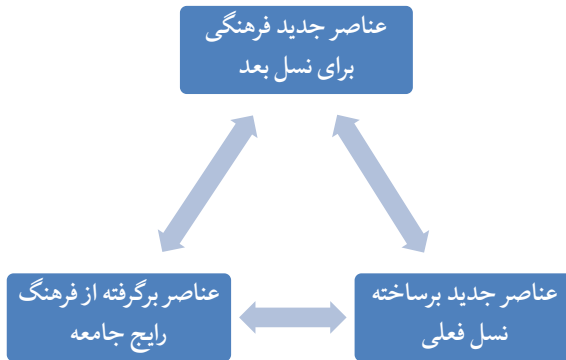 عناصر جدید فرهنگی
برای نسل بعد
عناصر جدید برساخته
نسل فعلی
عناصر برگرفته از فرهنگ
رایج جامعه